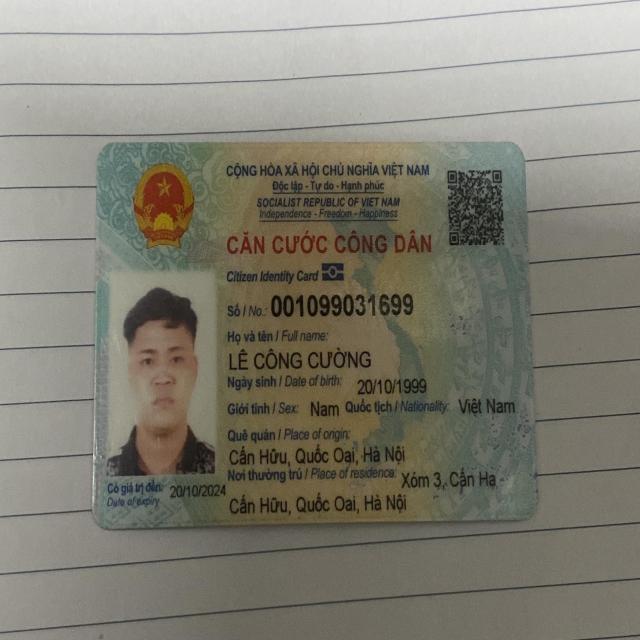 CỘNG HÒA XÃ HỘI CHỦ NGHĨA VIỆT NAM
Độc lập - Tự do - Hạnh phúc
SOCIALIST REPUBLIC OF VIET NAM
Independence - Freedom - Happiness
CĂN CƯỚC CÔNG DÂN
Citizen Identity Card
Số / No.: 001099031699
Họ và tên / Full name:
LÊ CÔNG CƯỜNG
Ngày sinh / Date of birth: 20/10/1999
Giới tính / Sex: Nam Quốc tịch / Nationality: Việt Nam
Quê quán / Place of origin:
Cấn Hữu, Quốc Oai, Hà Nội
Nơi thường trú / Place of residence: Xóm 3, Cấn Hạ
Cấn Hữu, Quốc Oai, Hà Nội
Có giá trị đến: 20/10/2024
Date of expiry